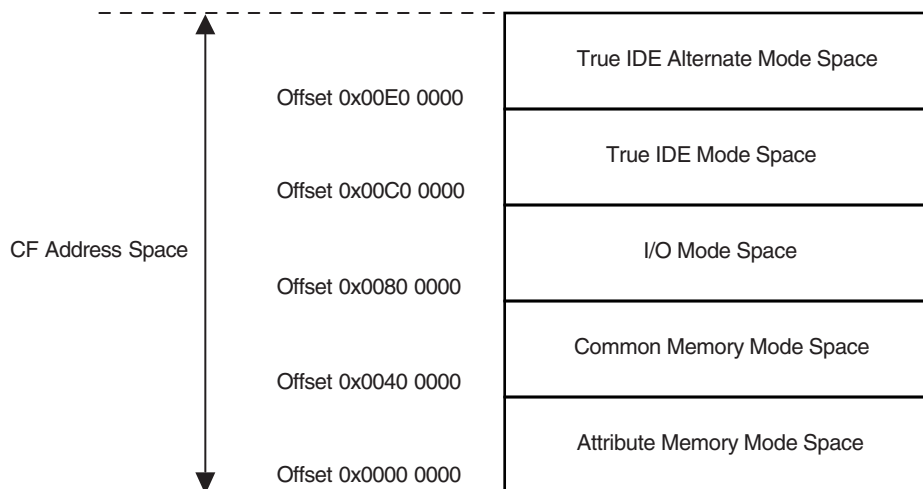 True IDE Alternate Mode Space
Offset 0x00E0 0000
True IDE Mode Space
Offset 0x00C0 0000
CF Address Space
I/O Mode Space
Offset 0x0080 0000
Common Memory Mode Space
Offset 0x0040 0000
Attribute Memory Mode Space
Offset 0x0000 0000